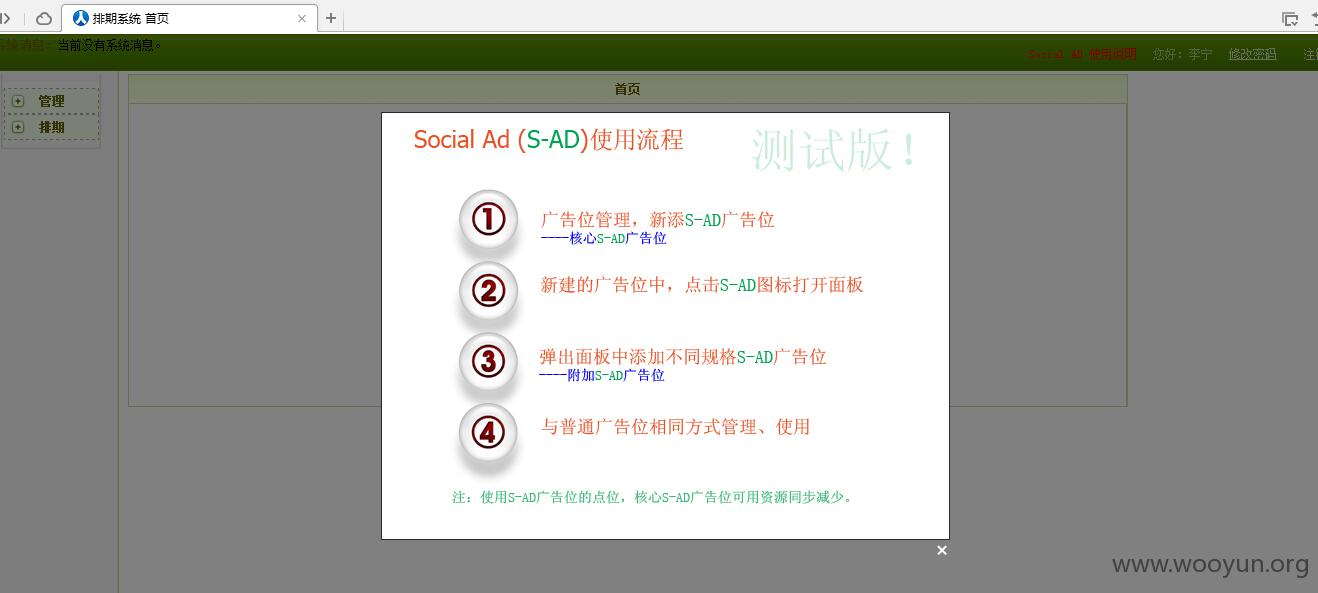 排期系统 首页
系统消息：当前没有系统消息。
Social AD 使用说明 您好：李宁 修改密码
管理
排期
首页
Social Ad (S-AD)使用流程
测试版！
① 广告位管理，新添S-AD广告位
----核心S-AD广告位
② 新建的广告位中，点击S-AD图标打开面板
③ 弹出面板中添加不同规格S-AD广告位
----附加S-AD广告位
④ 与普通广告位相同方式管理、使用
注：使用S-AD广告位的点位，核心S-AD广告位可用资源同步减少。
www.wooyun.org